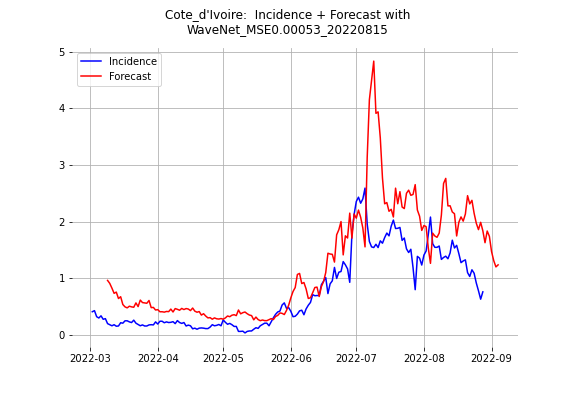 Cote_d'Ivoire:  Incidence + Forecast with
WaveNet_MSE0.00053_20220815
Incidence
Forecast
5
4
3
2
1
0
2022-03 2022-04 2022-05 2022-06 2022-07 2022-08 2022-09